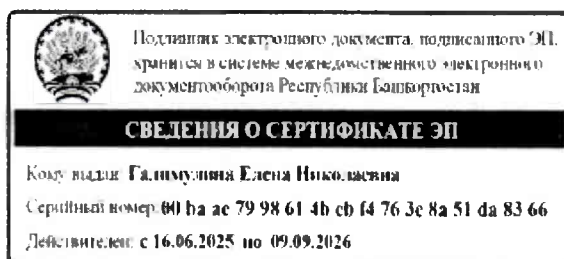 Подлинник электронного документа, подписанного ЭП,
хранится в системе межведомственного электронного
документооборота Республики Башкортостан
СВЕДЕНИЯ О СЕРТИФИКАТЕ ЭП
Кому выдан: Галимуллина Елена Николаевна
Серийный номер: 00 ba ac 79 98 61 4b cb f4 76 3c 8a 51 da 83 66
Действителен: с 16.06.2025 по 09.09.2026